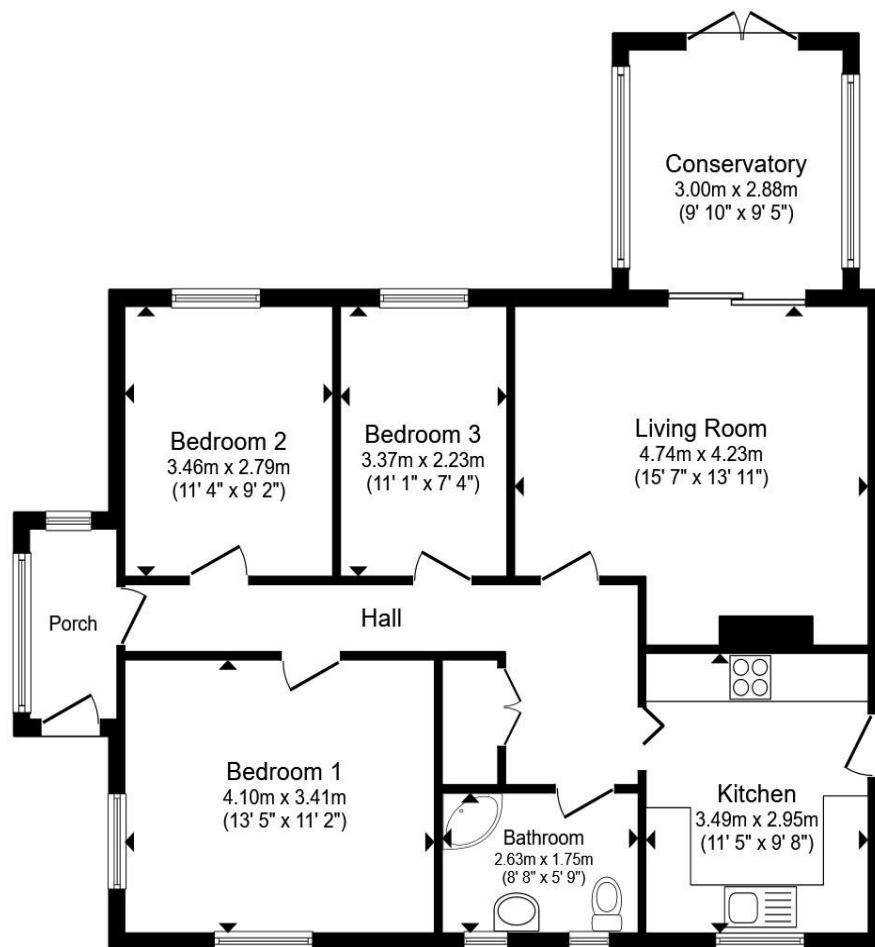 Conservatory
3.00m x 2.88m
(9' 10" x 9' 5")
Bedroom 2
3.46m x 2.79m
(11' 4" x 9' 2")
Bedroom 3
3.37m x 2.23m
(11' 1" x 7' 4")
Living Room
4.74m x 4.23m
(15' 7" x 13' 11")
Porch
Hall
Bedroom 1
4.10m x 3.41m
(13' 5" x 11' 2")
Bathroom
2.63m x 1.75m
(8' 8" x 5' 9")
Kitchen
3.49m x 2.95m
(11' 5" x 9' 8")